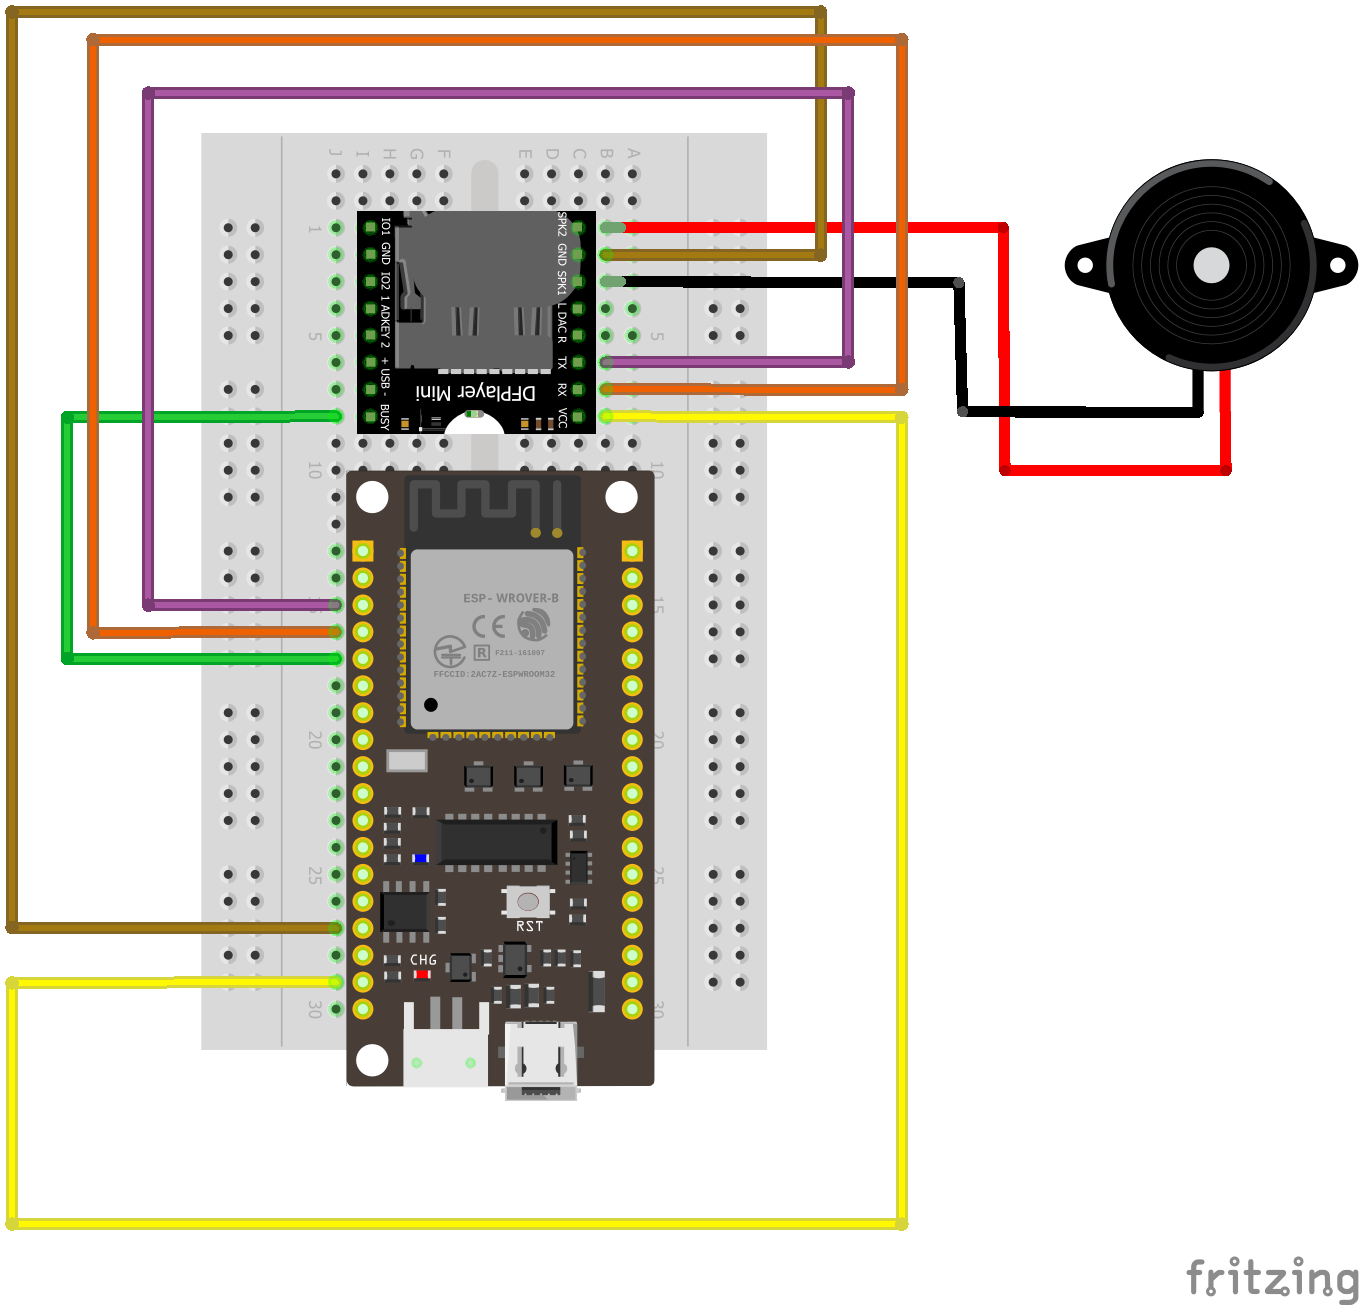 J I H G F E D C B A
1
IO1 GND IO2 1 ADKEY 2 + USB - BUSY
SPK2 GND SPK1 L DAC R TX RX VCC
5
5
DFPlayer Mini
10
10
ESP - WROVER-B
CE
R
F211-161007
FFCCID:2AC7Z-ESPWROOM32
15
15
20
20
25
25
RST
CHG
30
30
fritzing